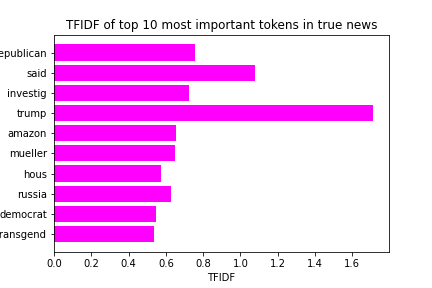 TFIDF of top 10 most important tokens in true news
epublican
said
investig
trump
amazon
mueller
hous
russia
democrat
ransgend
0.0 0.2 0.4 0.6 0.8 1.0 1.2 1.4 1.6
TFIDF